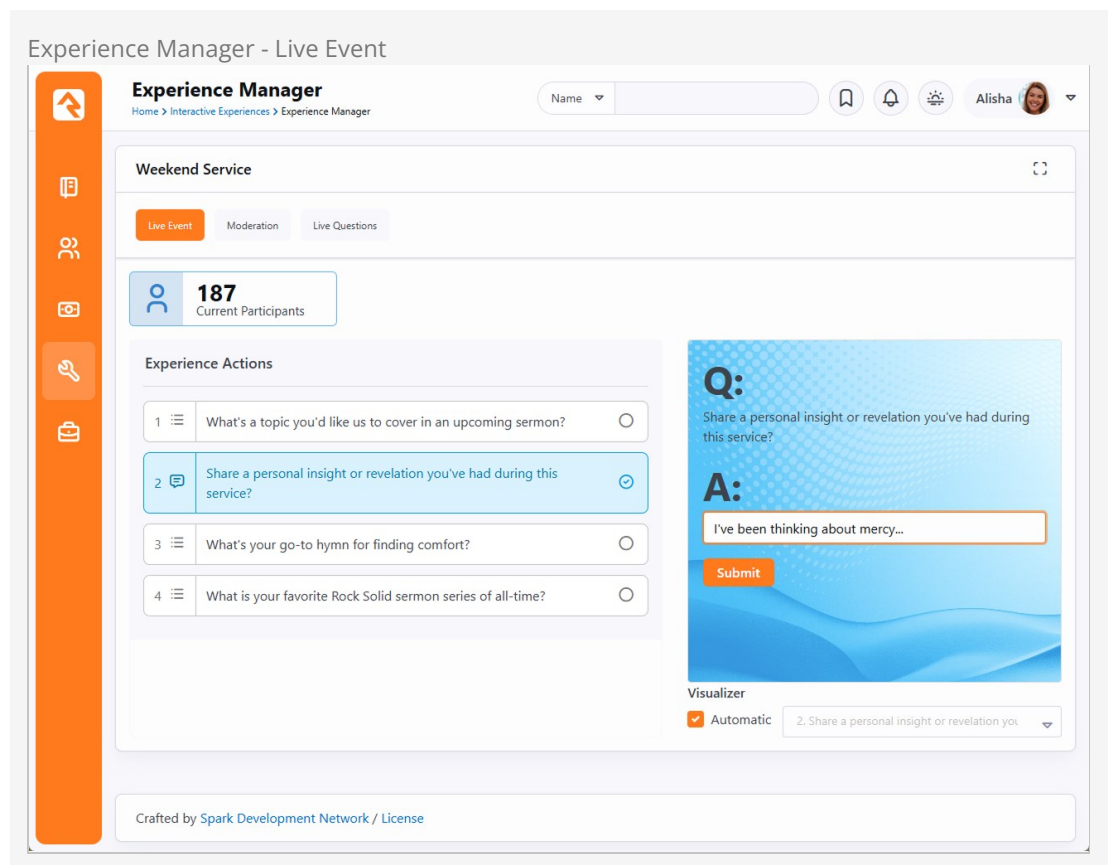 Experience Manager - Live Event
Experience Manager
Home > Interactive Experiences > Experience Manager
Name
Alisha
Weekend Service
Live Event
Moderation
Live Questions
187
Current Participants
Experience Actions
1 What's a topic you'd like us to cover in an upcoming sermon?
2 Share a personal insight or revelation you've had during this
service?
3 What's your go-to hymn for finding comfort?
4 What is your favorite Rock Solid sermon series of all-time?
Q:
Share a personal insight or revelation you've had during
this service?
A:
I've been thinking about mercy...
Submit
Visualizer
Automatic
2. Share a personal insight or revelation you
Crafted by Spark Development Network / License